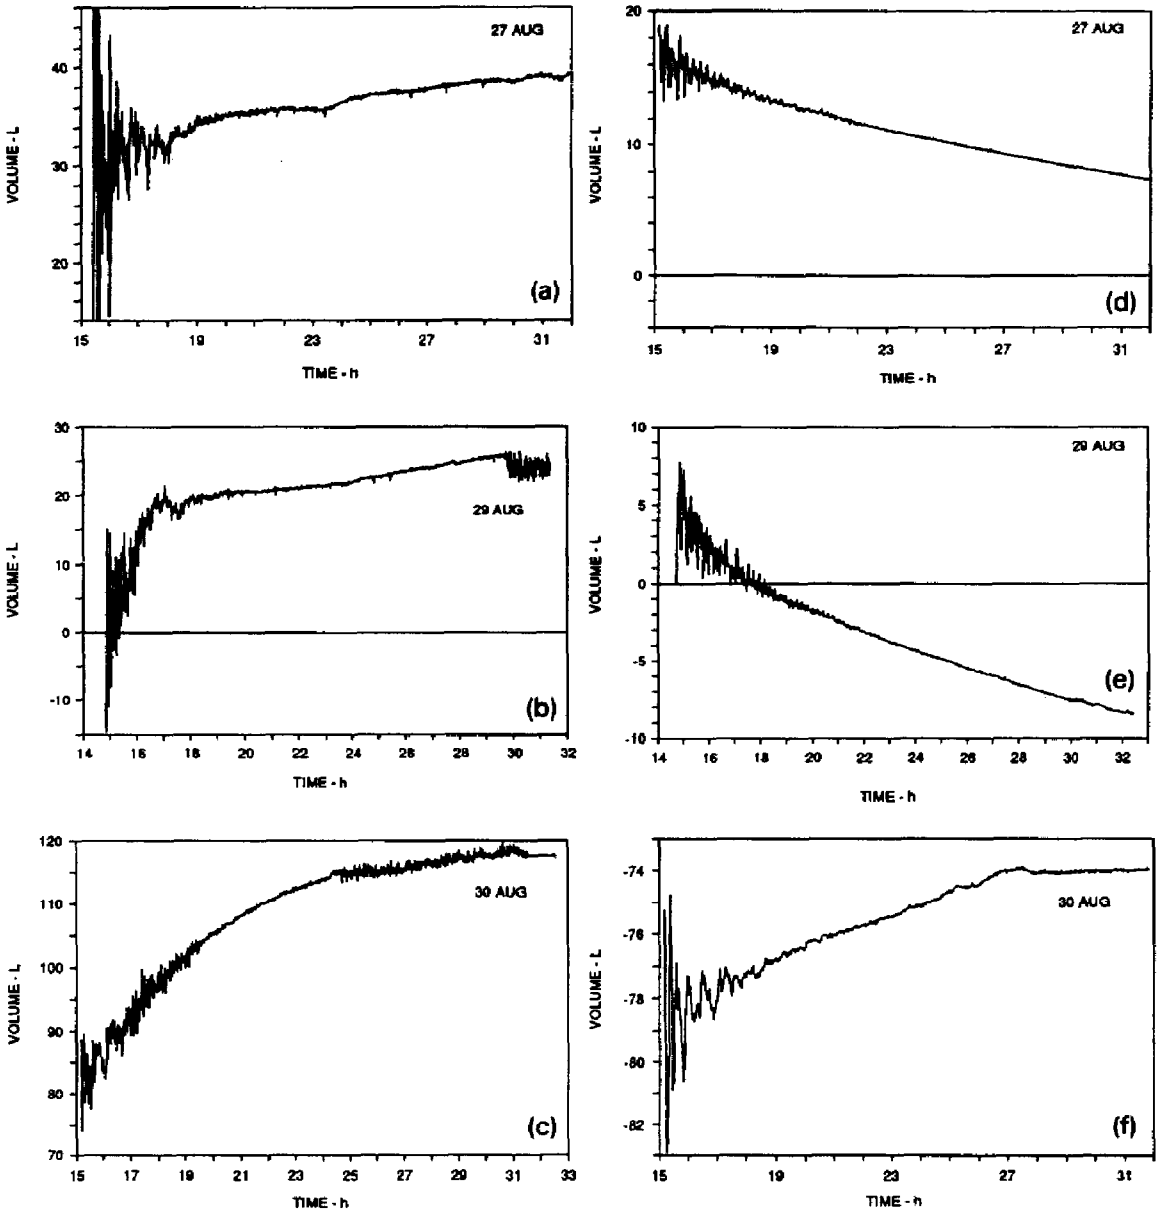 27 AUG
40
30
20
VOLUME - L
(a)
15 19 23 27 31
TIME - h
27 AUG
20
10
0
VOLUME - L
(d)
15 19 23 27 31
TIME - h
29 AUG
30
20
10
0
-10
VOLUME - L
(b)
14 16 18 20 22 24 26 28 30 32
TIME - h
29 AUG
10
5
0
-5
-10
VOLUME - L
(e)
14 16 18 20 22 24 26 28 30 32
TIME - h
30 AUG
120
110
100
90
80
70
VOLUME - L
(c)
15 17 19 21 23 25 27 29 31 33
TIME - h
30 AUG
-74
-76
-78
-80
-82
VOLUME - L
(f)
15 19 23 27 31
TIME - h